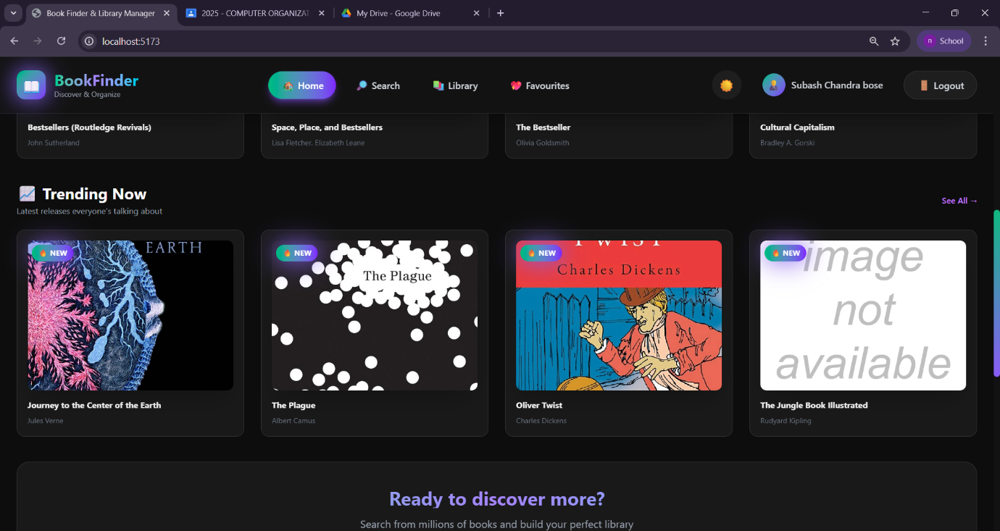 Book Finder & Library Manager
2025 - COMPUTER ORGANIZAT
My Drive - Google Drive
localhost:5173
n School
BookFinder
Discover & Organize
Home
Search
Library
Favourites
Subash Chandra bose
Logout
Bestsellers (Routledge Revivals)
John Sutherland
Space, Place, and Bestsellers
Lisa Fletcher, Elizabeth Leane
The Bestseller
Olivia Goldsmith
Cultural Capitalism
Bradley A. Gorski
Trending Now
Latest releases everyone's talking about
See All →
NEW
EARTH
Journey to the Center of the Earth
Jules Verne
NEW
The Plague
The Plague
Albert Camus
NEW
TWIST
Charles Dickens
Oliver Twist
Charles Dickens
NEW
image
not
available
The Jungle Book Illustrated
Rudyard Kipling
Ready to discover more?
Search from millions of books and build your perfect library